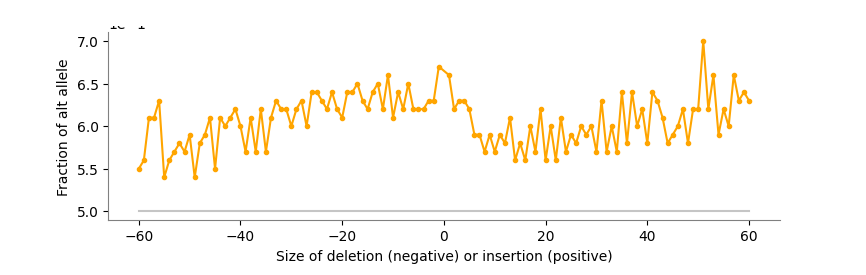 7.0
6.5
6.0
5.5
5.0
Fraction of alt allele
−60 −40 −20 0 20 40 60
Size of deletion (negative) or insertion (positive)